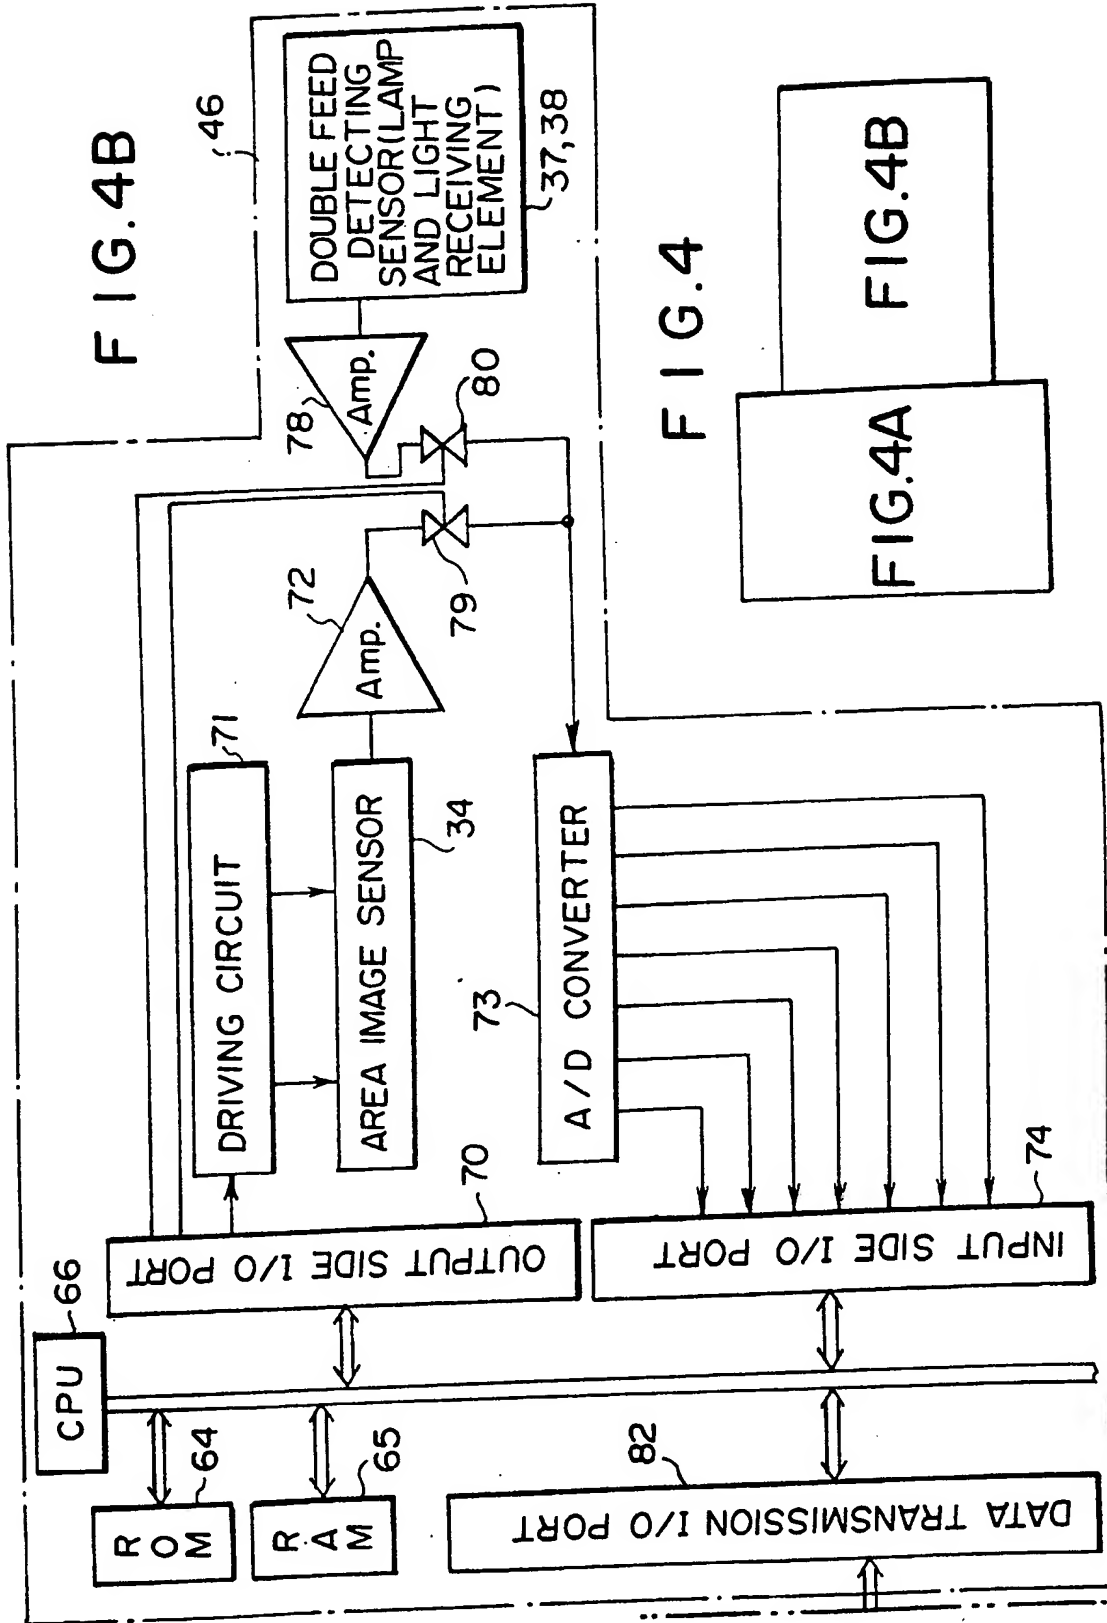 FIG.4B
46
DOUBLE FEED
DETECTING
SENSOR(LAMP
AND LIGHT
RECEIVING
ELEMENT)
37,38
78
Amp.
80
72
Amp.
79
71
DRIVING CIRCUIT
AREA IMAGE SENSOR
34
73
A/D CONVERTER
70
OUTPUT SIDE I/O PORT
74
INPUT SIDE I/O PORT
66
CPU
ROM
64
RAM
65
82
DATA TRANSMISSION I/O PORT
FIG.4
FIG.4A
FIG.4B